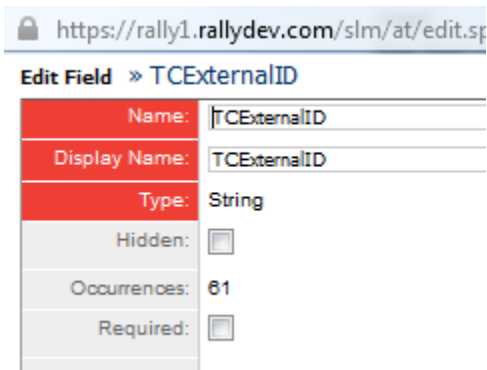 https://rally1.rallydev.com/slm/at/edit.sp
Edit Field » TCExternalID
Name: TCExternalID
Display Name: TCExternalID
Type: String
Hidden:
Occurrences: 61
Required: